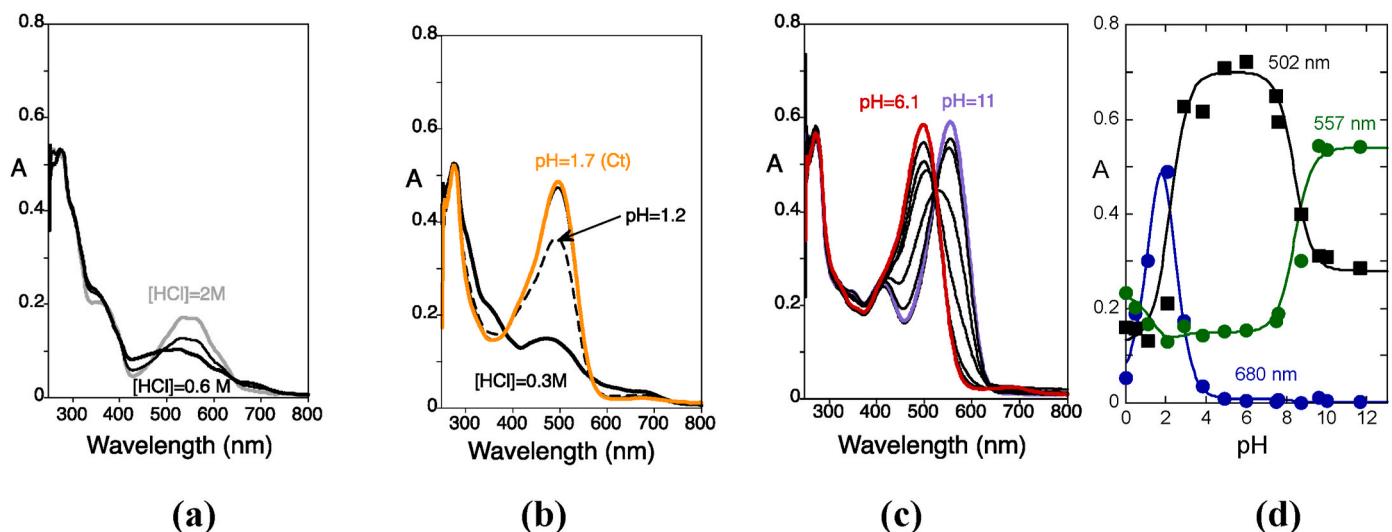 0.8
0.6
A
0.4
0.2
0
[HCl]=2M
[HCl]=0.6 M
300 400 500 600 700 800
Wavelength (nm)
(a)
0.8
0.6
A
0.4
0.2
0
pH=1.7 (Ct)
pH=1.2
[HCl]=0.3M
300 400 500 600 700 800
Wavelength (nm)
(b)
0.8
0.6
A
0.4
0.2
0
pH=6.1
pH=11
300 400 500 600 700 800
Wavelength (nm)
(c)
0.8
0.6
A
0.4
0.2
0
502 nm
557 nm
680 nm
0 2 4 6 8 10 12
pH
(d)